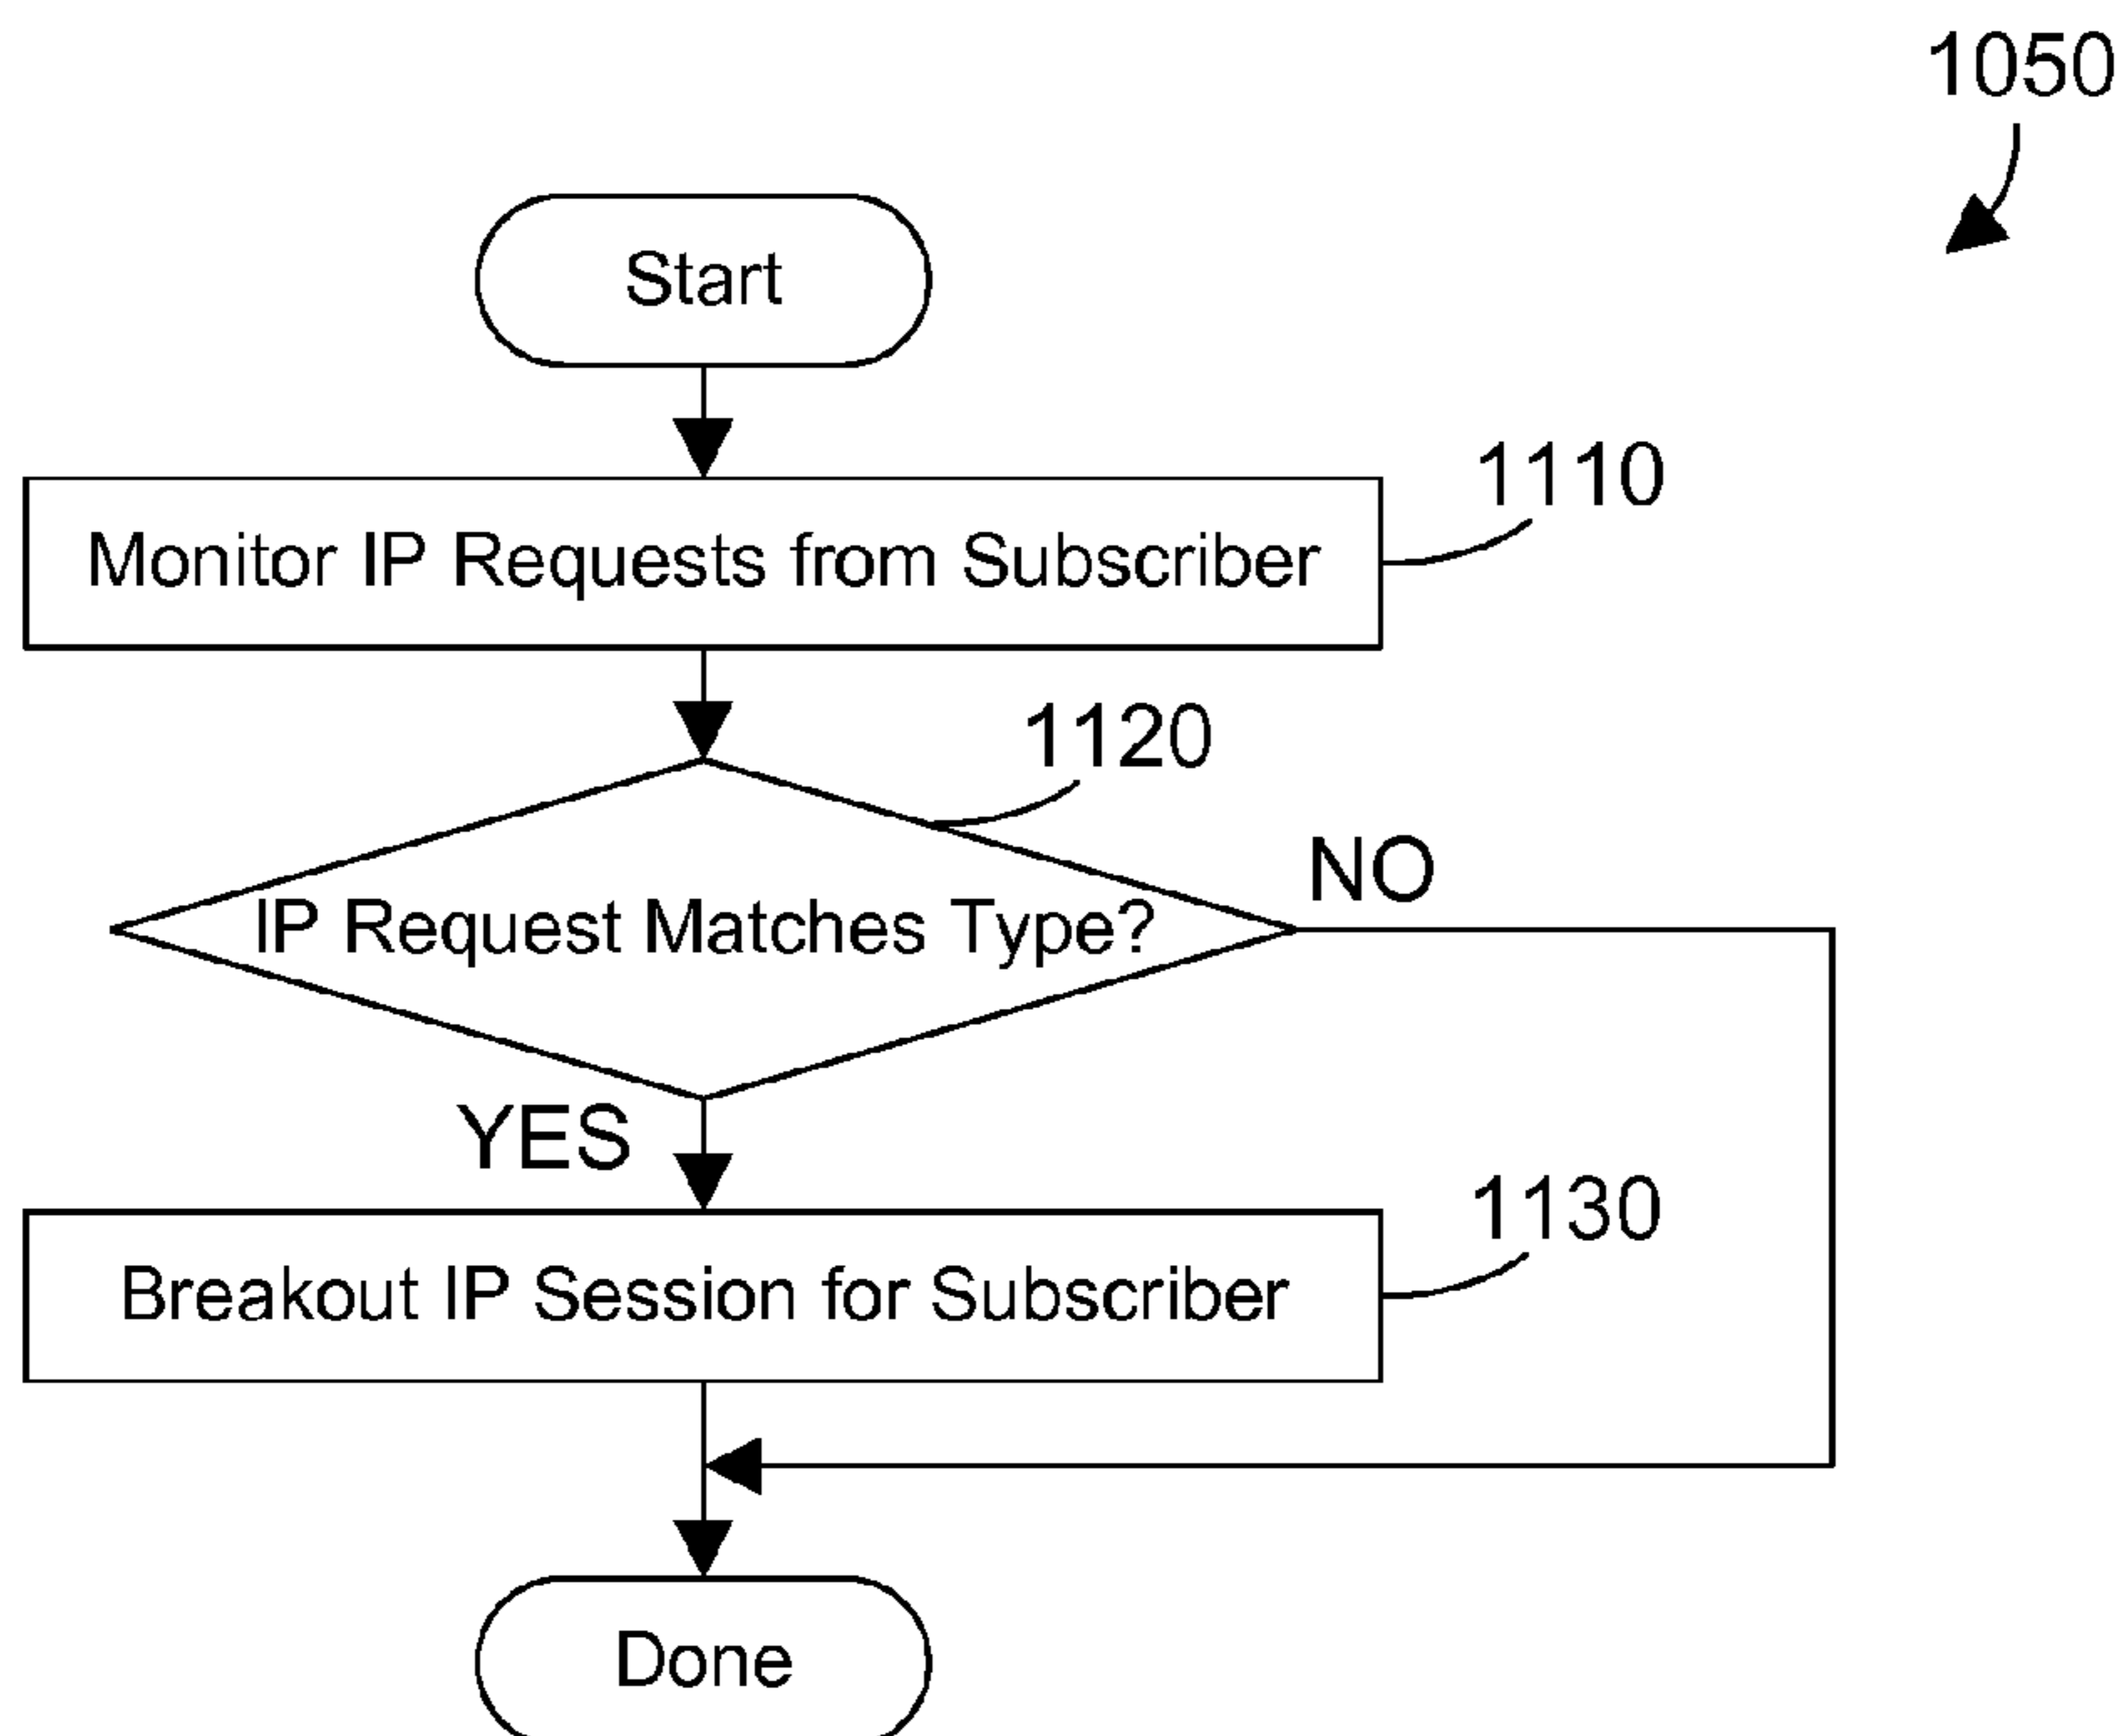 1050
Start
Monitor IP Requests from Subscriber
1110
1120
IP Request Matches Type?
NO
YES
1130
Breakout IP Session for Subscriber
Done